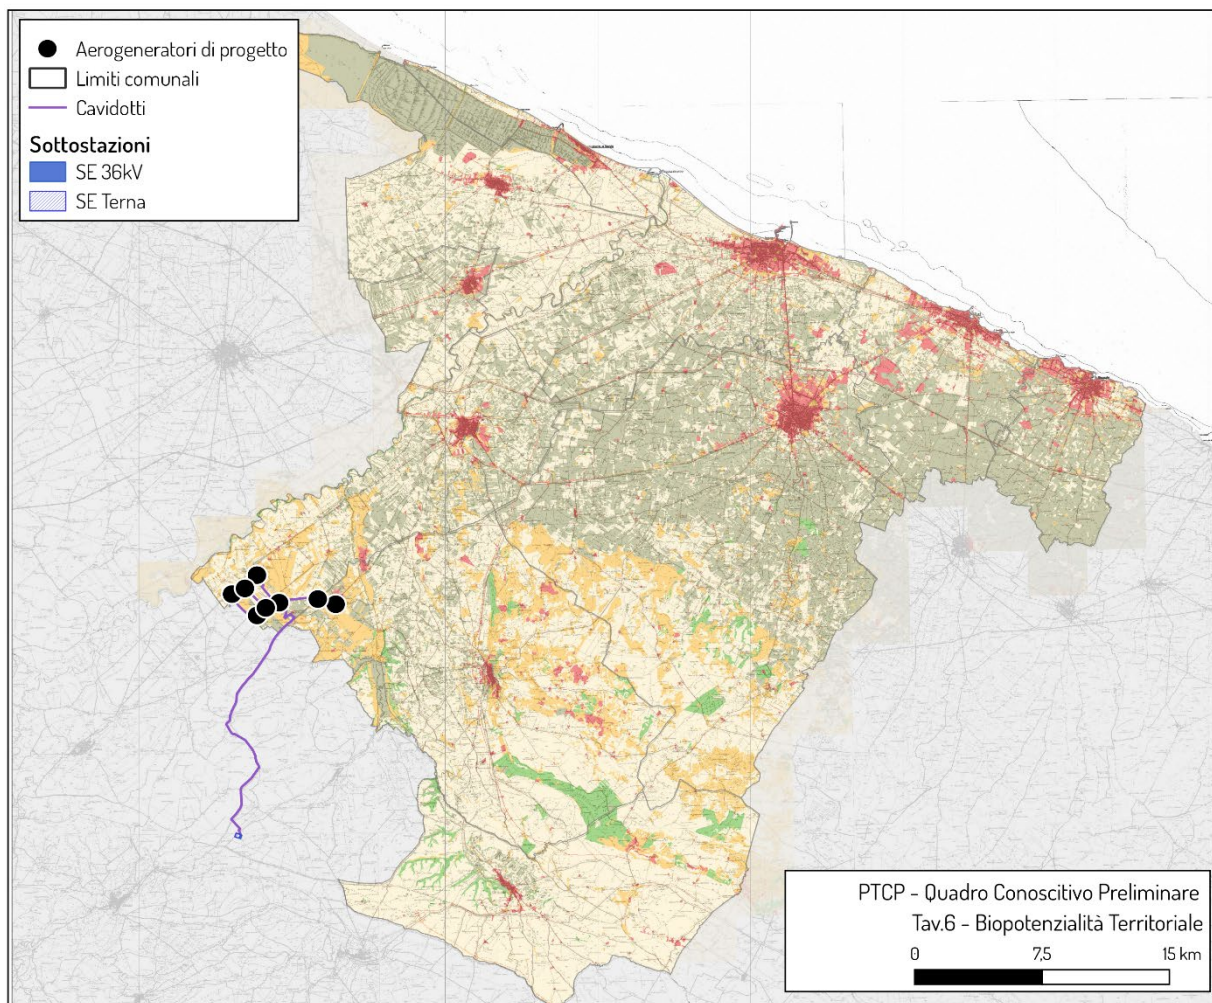 Aerogeneratori di progetto
Limiti comunali
Cavidotti
Sottostazioni
SE 36kV
SE Terna
PTCP - Quadro Conoscitivo Preliminare
Tav.6 - Biopotenzialità Territoriale
0 7,5 15 km